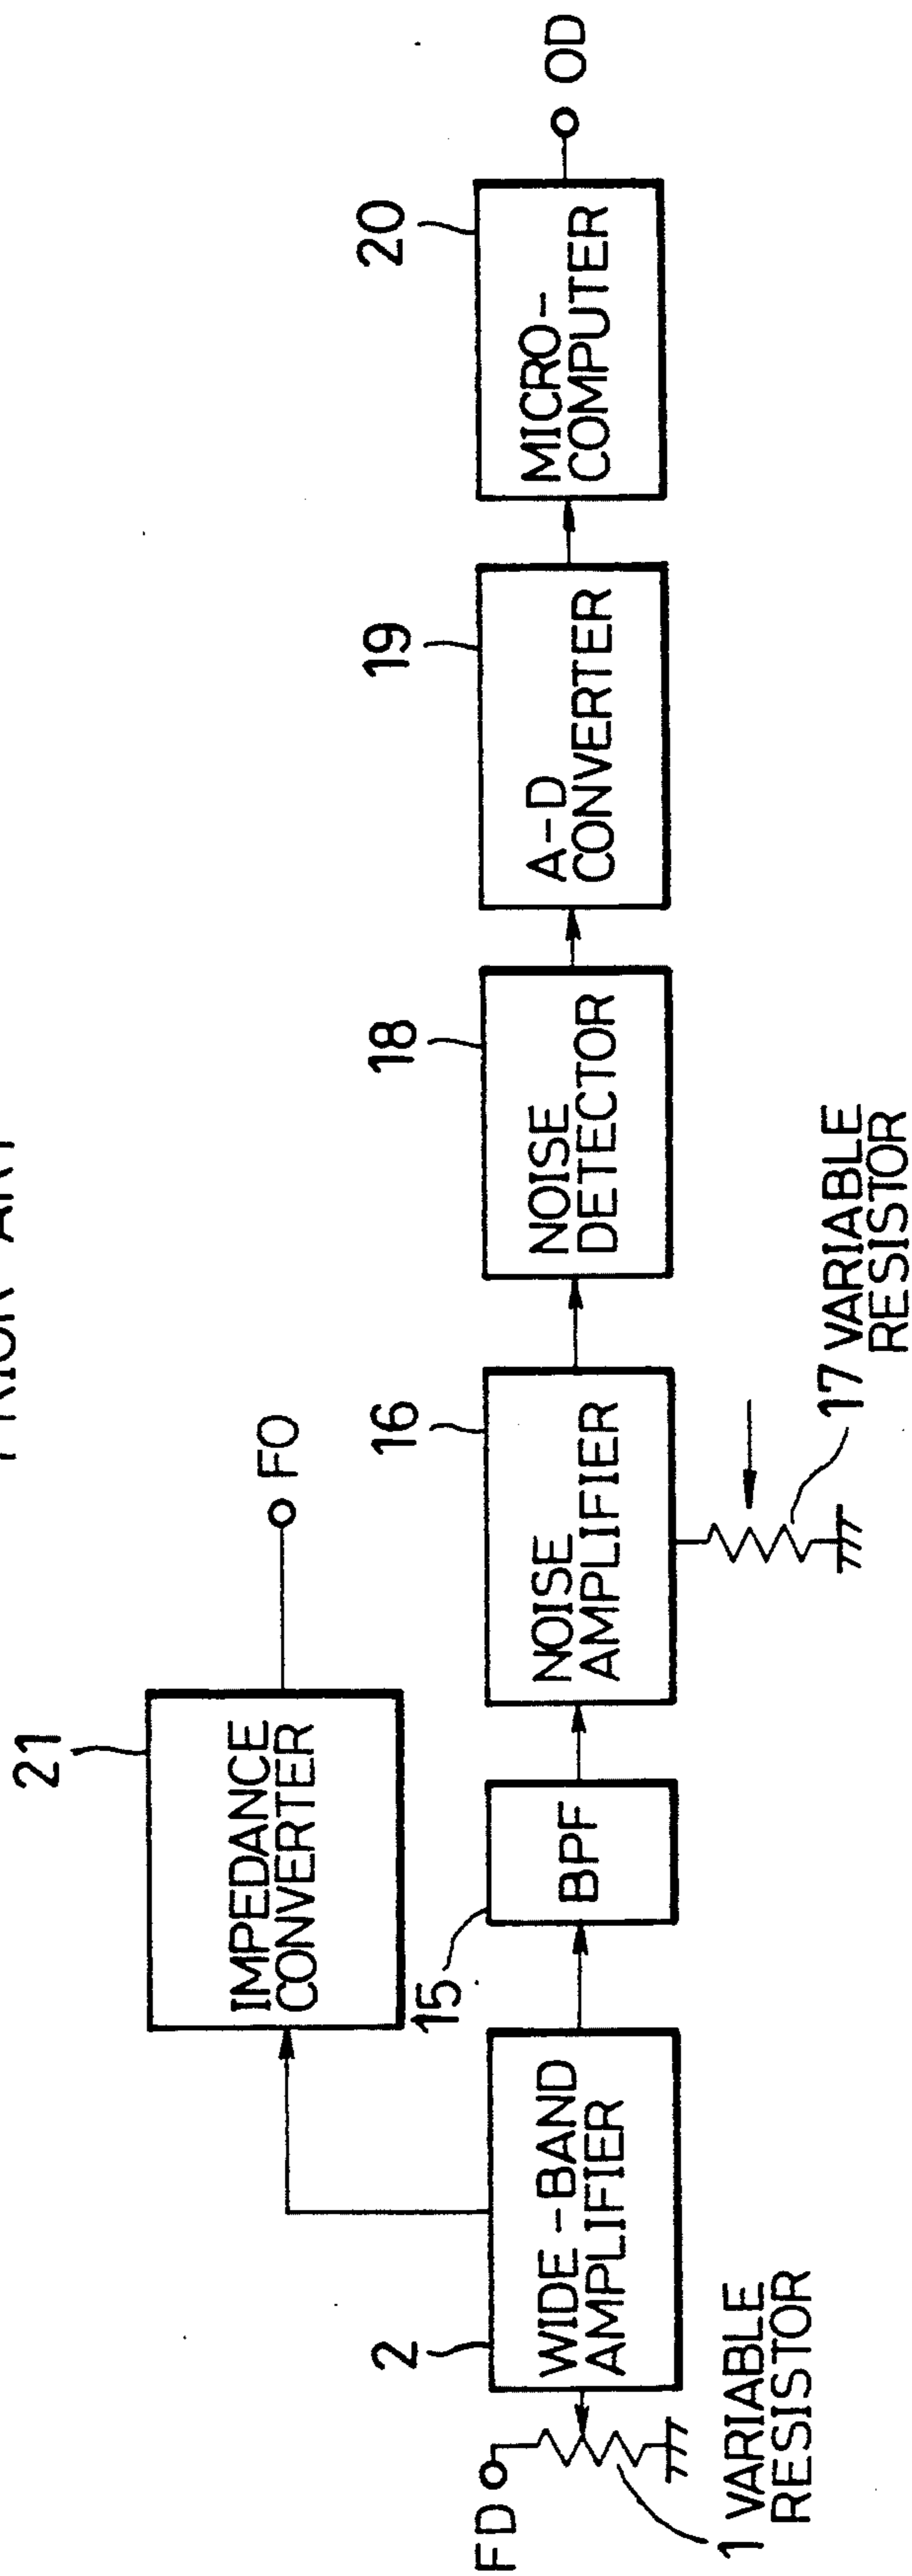 PRIOR ART
21
IMPEDANCE
CONVERTER
FO
FD
1 VARIABLE
RESISTOR
2
WIDE-BAND
AMPLIFIER
15
BPF
16
NOISE
AMPLIFIER
17 VARIABLE
RESISTOR
18
NOISE
DETECTOR
19
A-D
CONVERTER
20
MICRO-
COMPUTER
OD